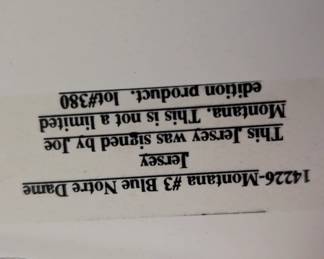 14226-Montana #3 Blue Notre Dame
Jersey
This Jersey was signed by Joe
Montana. This is not a limited
edition product. lot#380